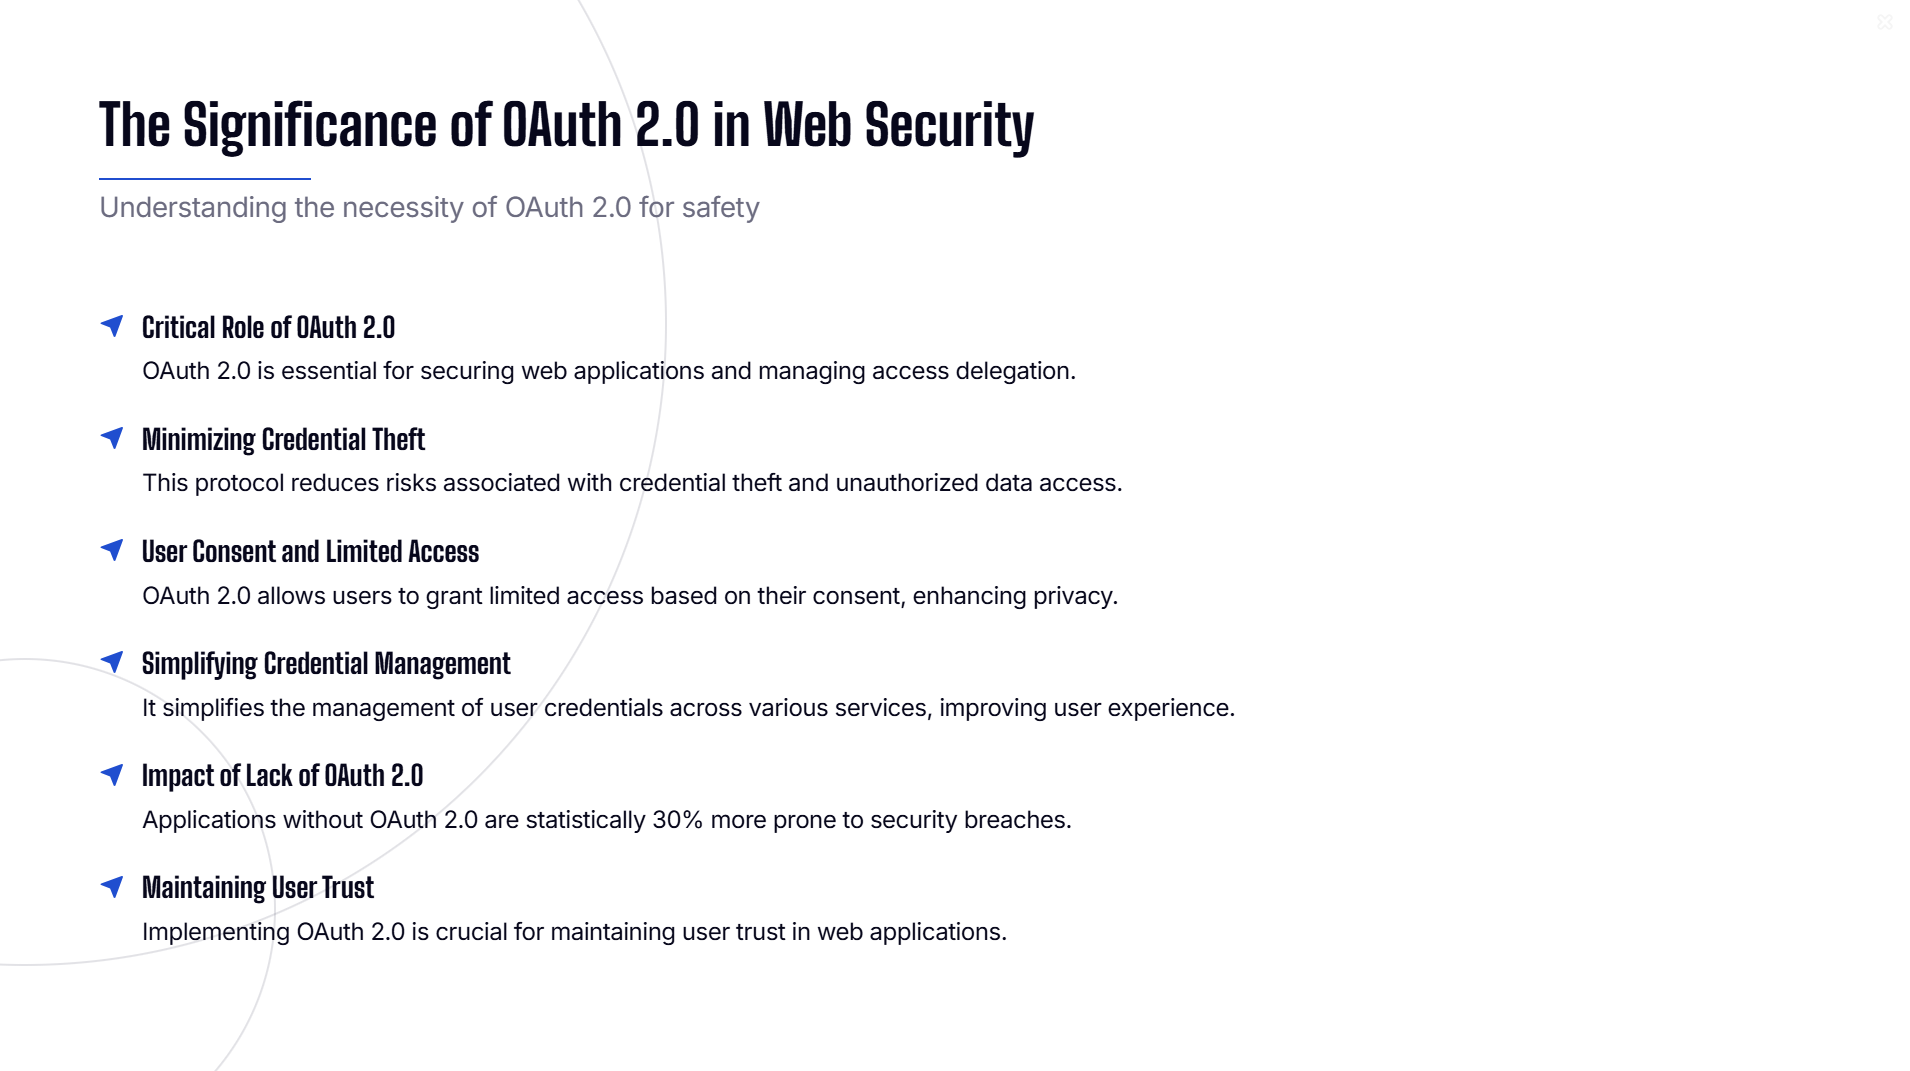 The Significance of OAuth 2.0 in Web Security
Understanding the necessity of OAuth 2.0 for safety
Critical Role of OAuth 2.0
OAuth 2.0 is essential for securing web applications and managing access delegation.
Minimizing Credential Theft
This protocol reduces risks associated with credential theft and unauthorized data access.
User Consent and Limited Access
OAuth 2.0 allows users to grant limited access based on their consent, enhancing privacy.
Simplifying Credential Management
It simplifies the management of user credentials across various services, improving user experience.
Impact of Lack of OAuth 2.0
Applications without OAuth 2.0 are statistically 30% more prone to security breaches.
Maintaining User Trust
Implementing OAuth 2.0 is crucial for maintaining user trust in web applications.